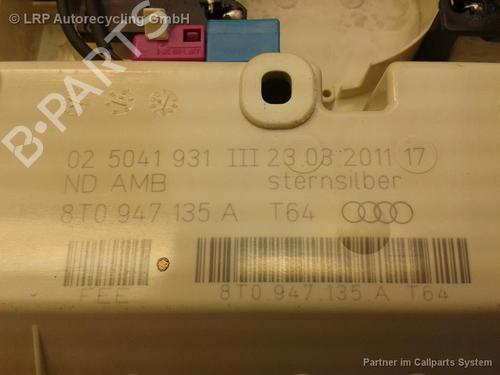 LRP Autorecycling GmbH
B-PARTS
02 5041 931 III 23.08.2011 17
ND AMB sternsilber
8T0 947 135 A T64
FEE 8T0 947 135 A T64
Partner im Callparts System